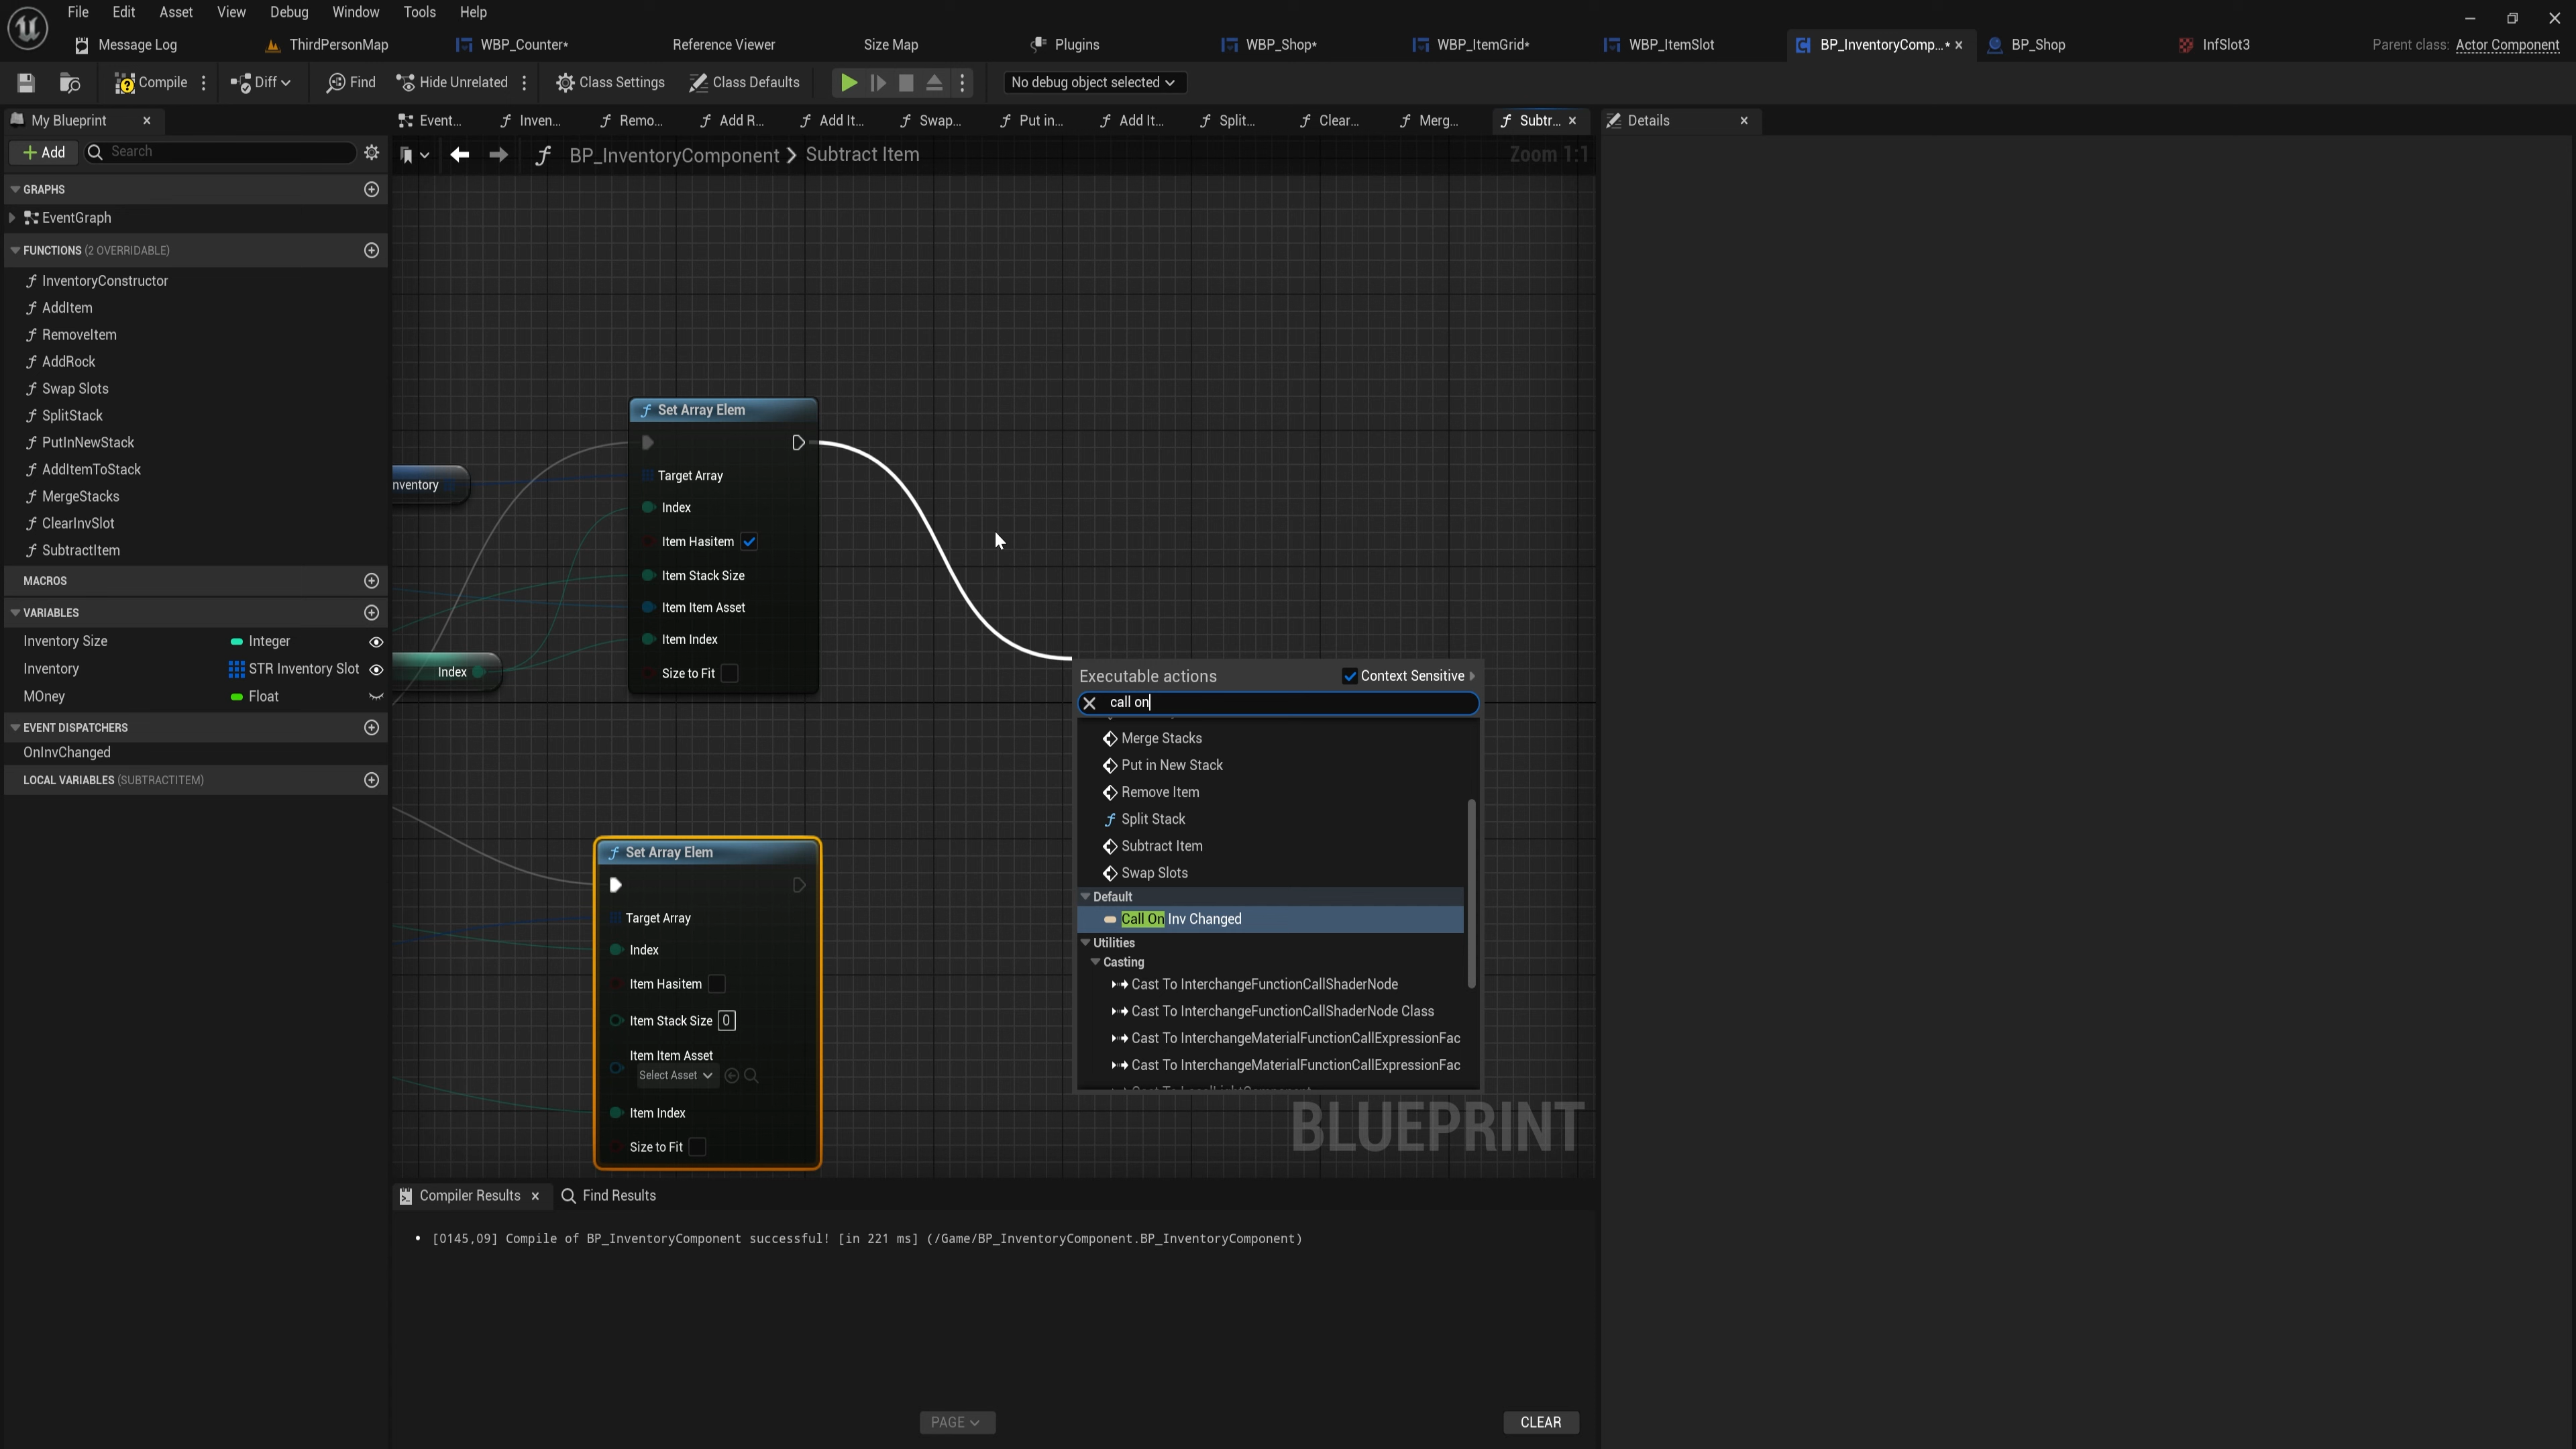 File Edit Asset View Debug Window Tools Help
Message Log ThirdPersonMap WBP_Counter* Reference Viewer Size Map Plugins WBP_Shop* WBP_ItemGrid* WBP_ItemSlot BP_InventoryComp...* BP_Shop InfSlot3 Parent class: Actor Component
Compile Diff Find Hide Unrelated Class Settings Class Defaults No debug object selected
My Blueprint Event... Inven... Remo... Add R... Add It... Swap... Put in... Add It... Split... Clear... Merg... Subtr... Details
+ Add Search BP_InventoryComponent > Subtract Item Zoom 1:1
GRAPHS
EventGraph
FUNCTIONS (2 OVERRIDABLE)
InventoryConstructor
AddItem
RemoveItem
AddRock
Swap Slots
SplitStack
PutInNewStack
AddItemToStack
MergeStacks
ClearInvSlot
SubtractItem
MACROS
VARIABLES
Inventory Size Integer
Inventory STR Inventory Slot
MOney Float
EVENT DISPATCHERS
OnInvChanged
LOCAL VARIABLES (SUBTRACTITEM)
nventory
Index
Set Array Elem
Target Array
Index
Item Hasitem
Item Stack Size
Item Item Asset
Item Index
Size to Fit
Set Array Elem
Target Array
Index
Item Hasitem
Item Stack Size 0
Item Item Asset
Select Asset
Item Index
Size to Fit
Executable actions Context Sensitive
call on
Merge Stacks
Put in New Stack
Remove Item
Split Stack
Subtract Item
Swap Slots
Default
Call On Inv Changed
Utilities
Casting
Cast To InterchangeFunctionCallShaderNode
Cast To InterchangeFunctionCallShaderNode Class
Cast To InterchangeMaterialFunctionCallExpressionFac
Cast To InterchangeMaterialFunctionCallExpressionFac
BLUEPRINT
Compiler Results Find Results
• [0145,09] Compile of BP_InventoryComponent successful! [in 221 ms] (/Game/BP_InventoryComponent.BP_InventoryComponent)
PAGE CLEAR